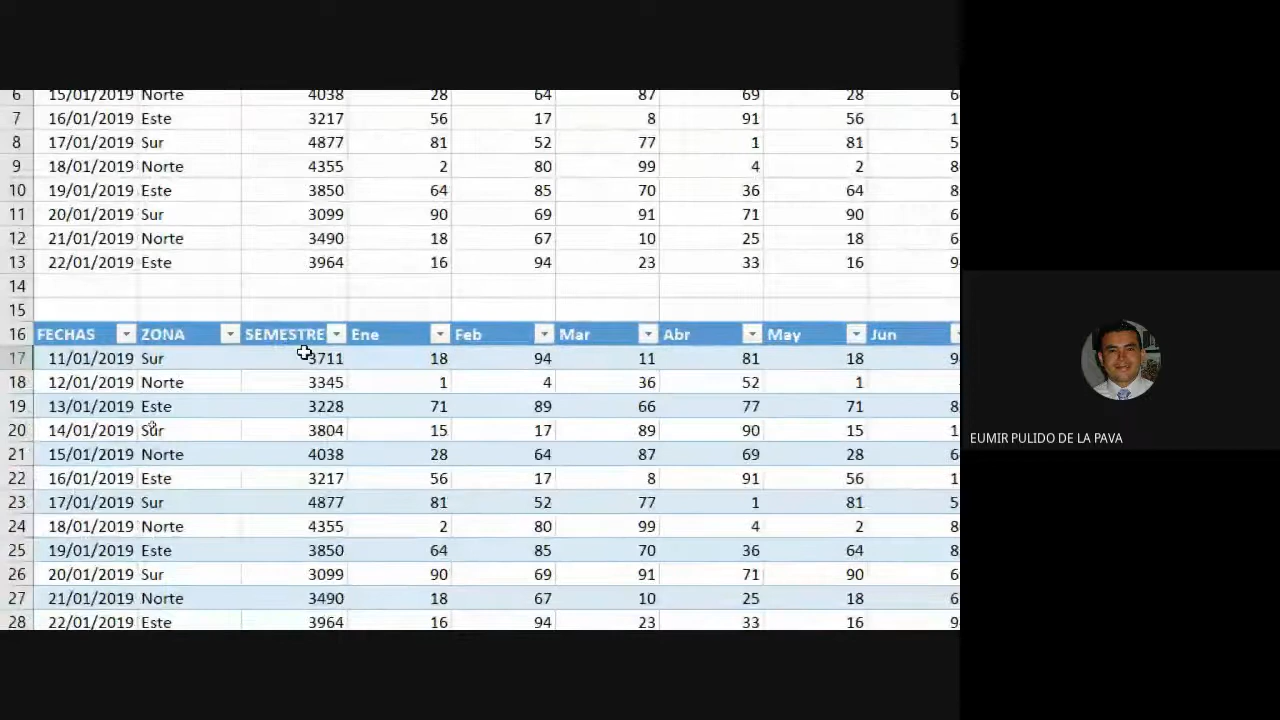 6 15/01/2019 Norte 4038 28 64 87 69 28 6
7 16/01/2019 Este 3217 56 17 8 91 56 1
8 17/01/2019 Sur 4877 81 52 77 1 81 5
9 18/01/2019 Norte 4355 2 80 99 4 2 8
10 19/01/2019 Este 3850 64 85 70 36 64 8
11 20/01/2019 Sur 3099 90 69 91 71 90 6
12 21/01/2019 Norte 3490 18 67 10 25 18 6
13 22/01/2019 Este 3964 16 94 23 33 16 9
14
15
16 FECHAS ZONA SEMESTRE Ene Feb Mar Abr May Jun
17 11/01/2019 Sur 3711 18 94 11 81 18 9
18 12/01/2019 Norte 3345 1 4 36 52 1
19 13/01/2019 Este 3228 71 89 66 77 71 8
20 14/01/2019 Sur 3804 15 17 89 90 15 1
21 15/01/2019 Norte 4038 28 64 87 69 28 6
22 16/01/2019 Este 3217 56 17 8 91 56 1
23 17/01/2019 Sur 4877 81 52 77 1 81 5
24 18/01/2019 Norte 4355 2 80 99 4 2 8
25 19/01/2019 Este 3850 64 85 70 36 64 8
26 20/01/2019 Sur 3099 90 69 91 71 90 6
27 21/01/2019 Norte 3490 18 67 10 25 18 6
28 22/01/2019 Este 3964 16 94 23 33 16 9
EUMIR PULIDO DE LA PAVA